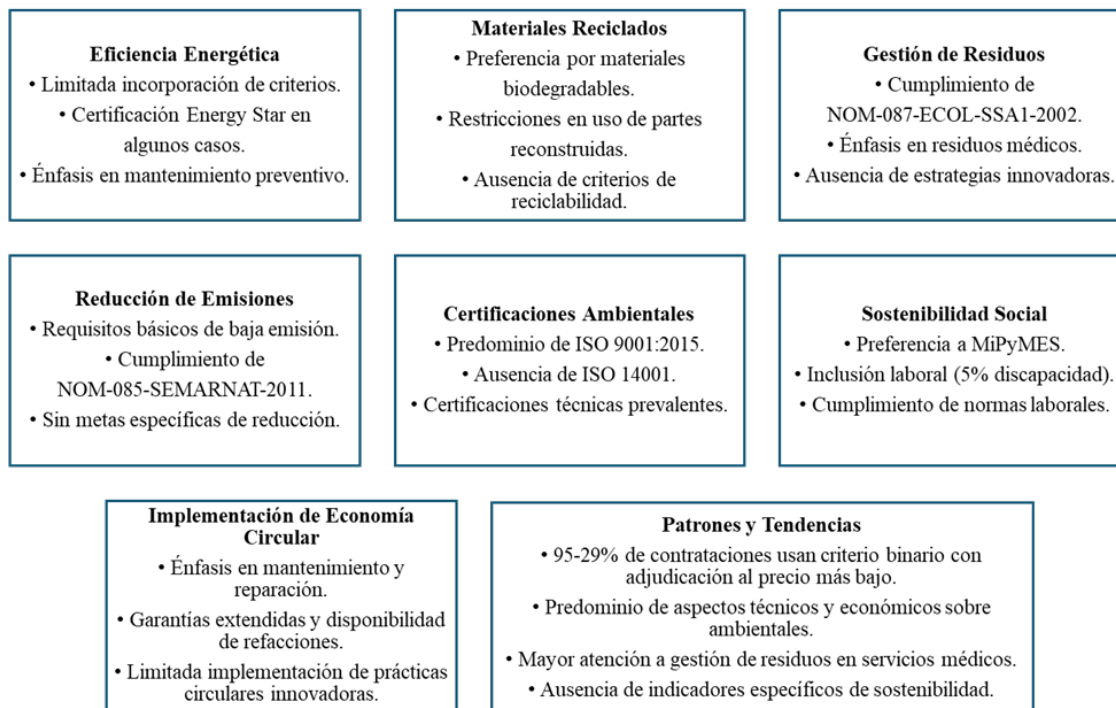 Eficiencia Energética
• Limitada incorporación de criterios.
• Certificación Energy Star en
algunos casos.
• Énfasis en mantenimiento preventivo.
Materiales Reciclados
• Preferencia por materiales
biodegradables.
• Restricciones en uso de partes
reconstruidas.
• Ausencia de criterios de
reciclabilidad.
Gestión de Residuos
• Cumplimiento de
NOM-087-ECOL-SSA1-2002.
• Énfasis en residuos médicos.
• Ausencia de estrategias innovadoras.
Reducción de Emisiones
• Requisitos básicos de baja emisión.
• Cumplimiento de
NOM-085-SEMARNAT-2011.
• Sin metas específicas de reducción.
Certificaciones Ambientales
• Predominio de ISO 9001:2015.
• Ausencia de ISO 14001.
• Certificaciones técnicas prevalentes.
Sostenibilidad Social
• Preferencia a MiPyMES.
• Inclusión laboral (5% discapacidad).
• Cumplimiento de normas laborales.
Implementación de Economía
Circular
• Énfasis en mantenimiento y
reparación.
• Garantías extendidas y disponibilidad
de refacciones.
• Limitada implementación de prácticas
circulares innovadoras.
Patrones y Tendencias
• 95-29% de contrataciones usan criterio binario con
adjudicación al precio más bajo.
• Predominio de aspectos técnicos y económicos sobre
ambientales.
• Mayor atención a gestión de residuos en servicios médicos.
• Ausencia de indicadores específicos de sostenibilidad.